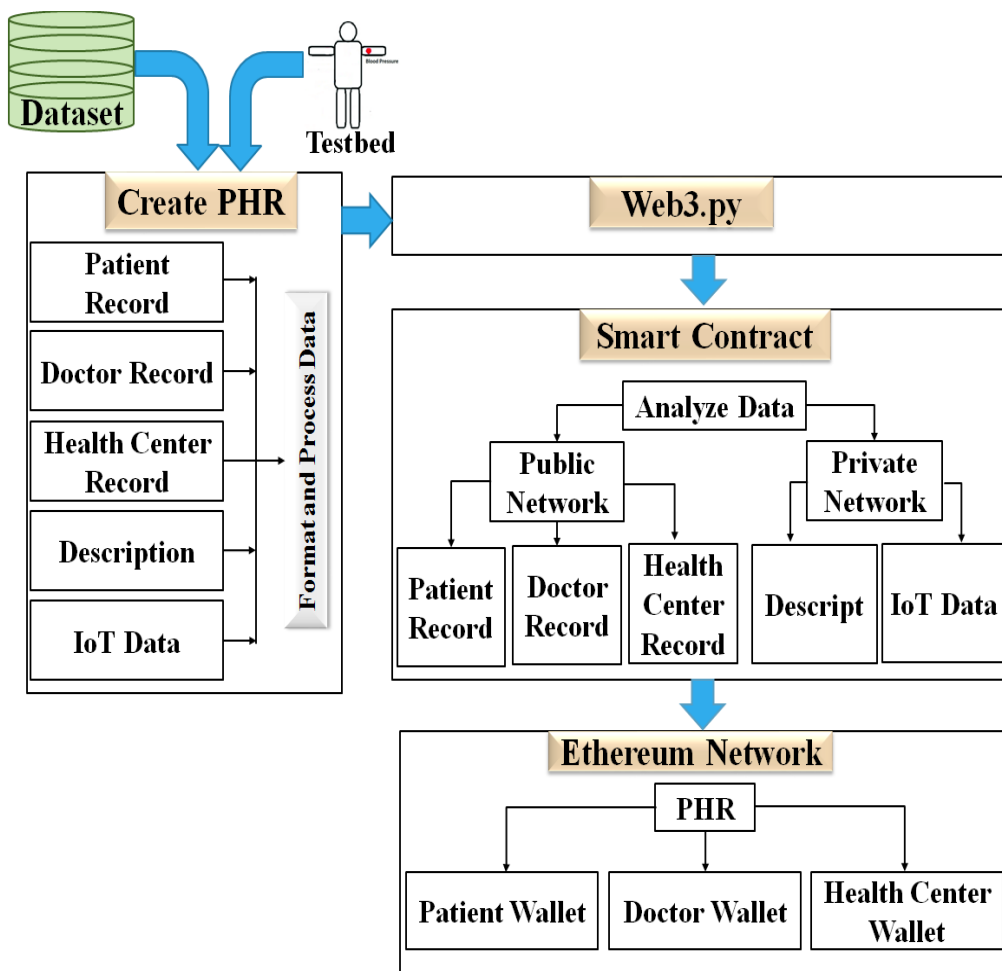 Dataset
Blood Pressure
Testbed
Create PHR
Patient
Record
Doctor Record
Health Center
Record
Description
IoT Data
Format and Process Data
Web3.py
Smart Contract
Analyze Data
Public
Network
Private
Network
Patient
Record
Doctor
Record
Health
Center
Record
Descript
IoT Data
Ethereum Network
PHR
Patient Wallet
Doctor Wallet
Health Center
Wallet